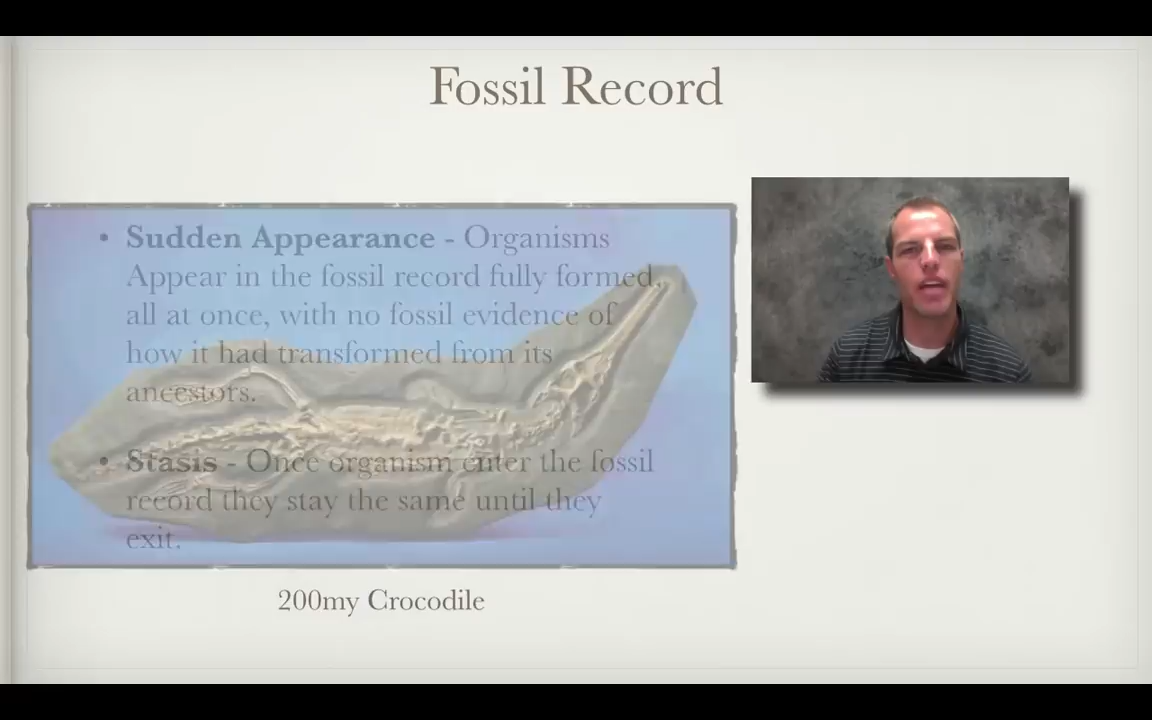 Fossil Record
• Sudden Appearance - Organisms
Appear in the fossil record fully formed,
all at once, with no fossil evidence of
how it had transformed from its
ancestors.
• Stasis - Once organism enter the fossil
record they stay the same until they
exit.
200my Crocodile